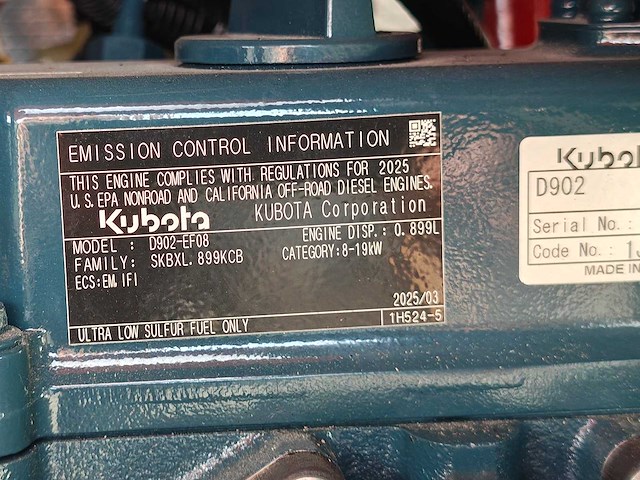 EMISSION CONTROL INFORMATION
THIS ENGINE COMPLIES WITH REGULATIONS FOR 2025
U.S. EPA NONROAD AND CALIFORNIA OFF-ROAD DIESEL ENGINES.
Kubota KUBOTA Corporation
MODEL : D902-EF08 ENGINE DISP.: 0.899L
FAMILY: SKBXL.899KCB CATEGORY:8-19kW
ECS:EM,IFI
2025/03
ULTRA LOW SULFUR FUEL ONLY 1H524-5
Kubo
D902
Serial No.:
Code No.: 1J
MADE IN